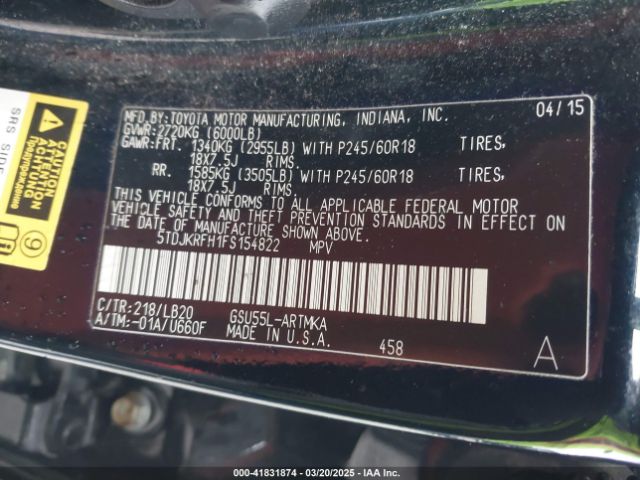 MFD.BY:TOYOTA MOTOR MANUFACTURING, INDIANA, INC. 04/15
GVWR:2720KG (6000LB)
GAWR:FRT. 1340KG (2955LB) WITH P245/60R18 TIRES,
18X7.5J RIMS.
RR. 1585KG (3505LB) WITH P245/60R18 TIRES,
18X7.5J RIMS.
THIS VEHICLE CONFORMS TO ALL APPLICABLE FEDERAL MOTOR
VEHICLE SAFETY AND THEFT PREVENTION STANDARDS IN EFFECT ON
THE DATE OF MANUFACTURE SHOWN ABOVE.
5TDJKRFH1FS154822 MPV
C/TR:218/LB20 GSU55L-ARTMKA
A/TM:-01A/U660F MADE IN U.S.A.
458
A
SRS SIDE
ATTENTION
ACHTUNG
9
000-41831874 | 03/20/2025 - IAA Inc.